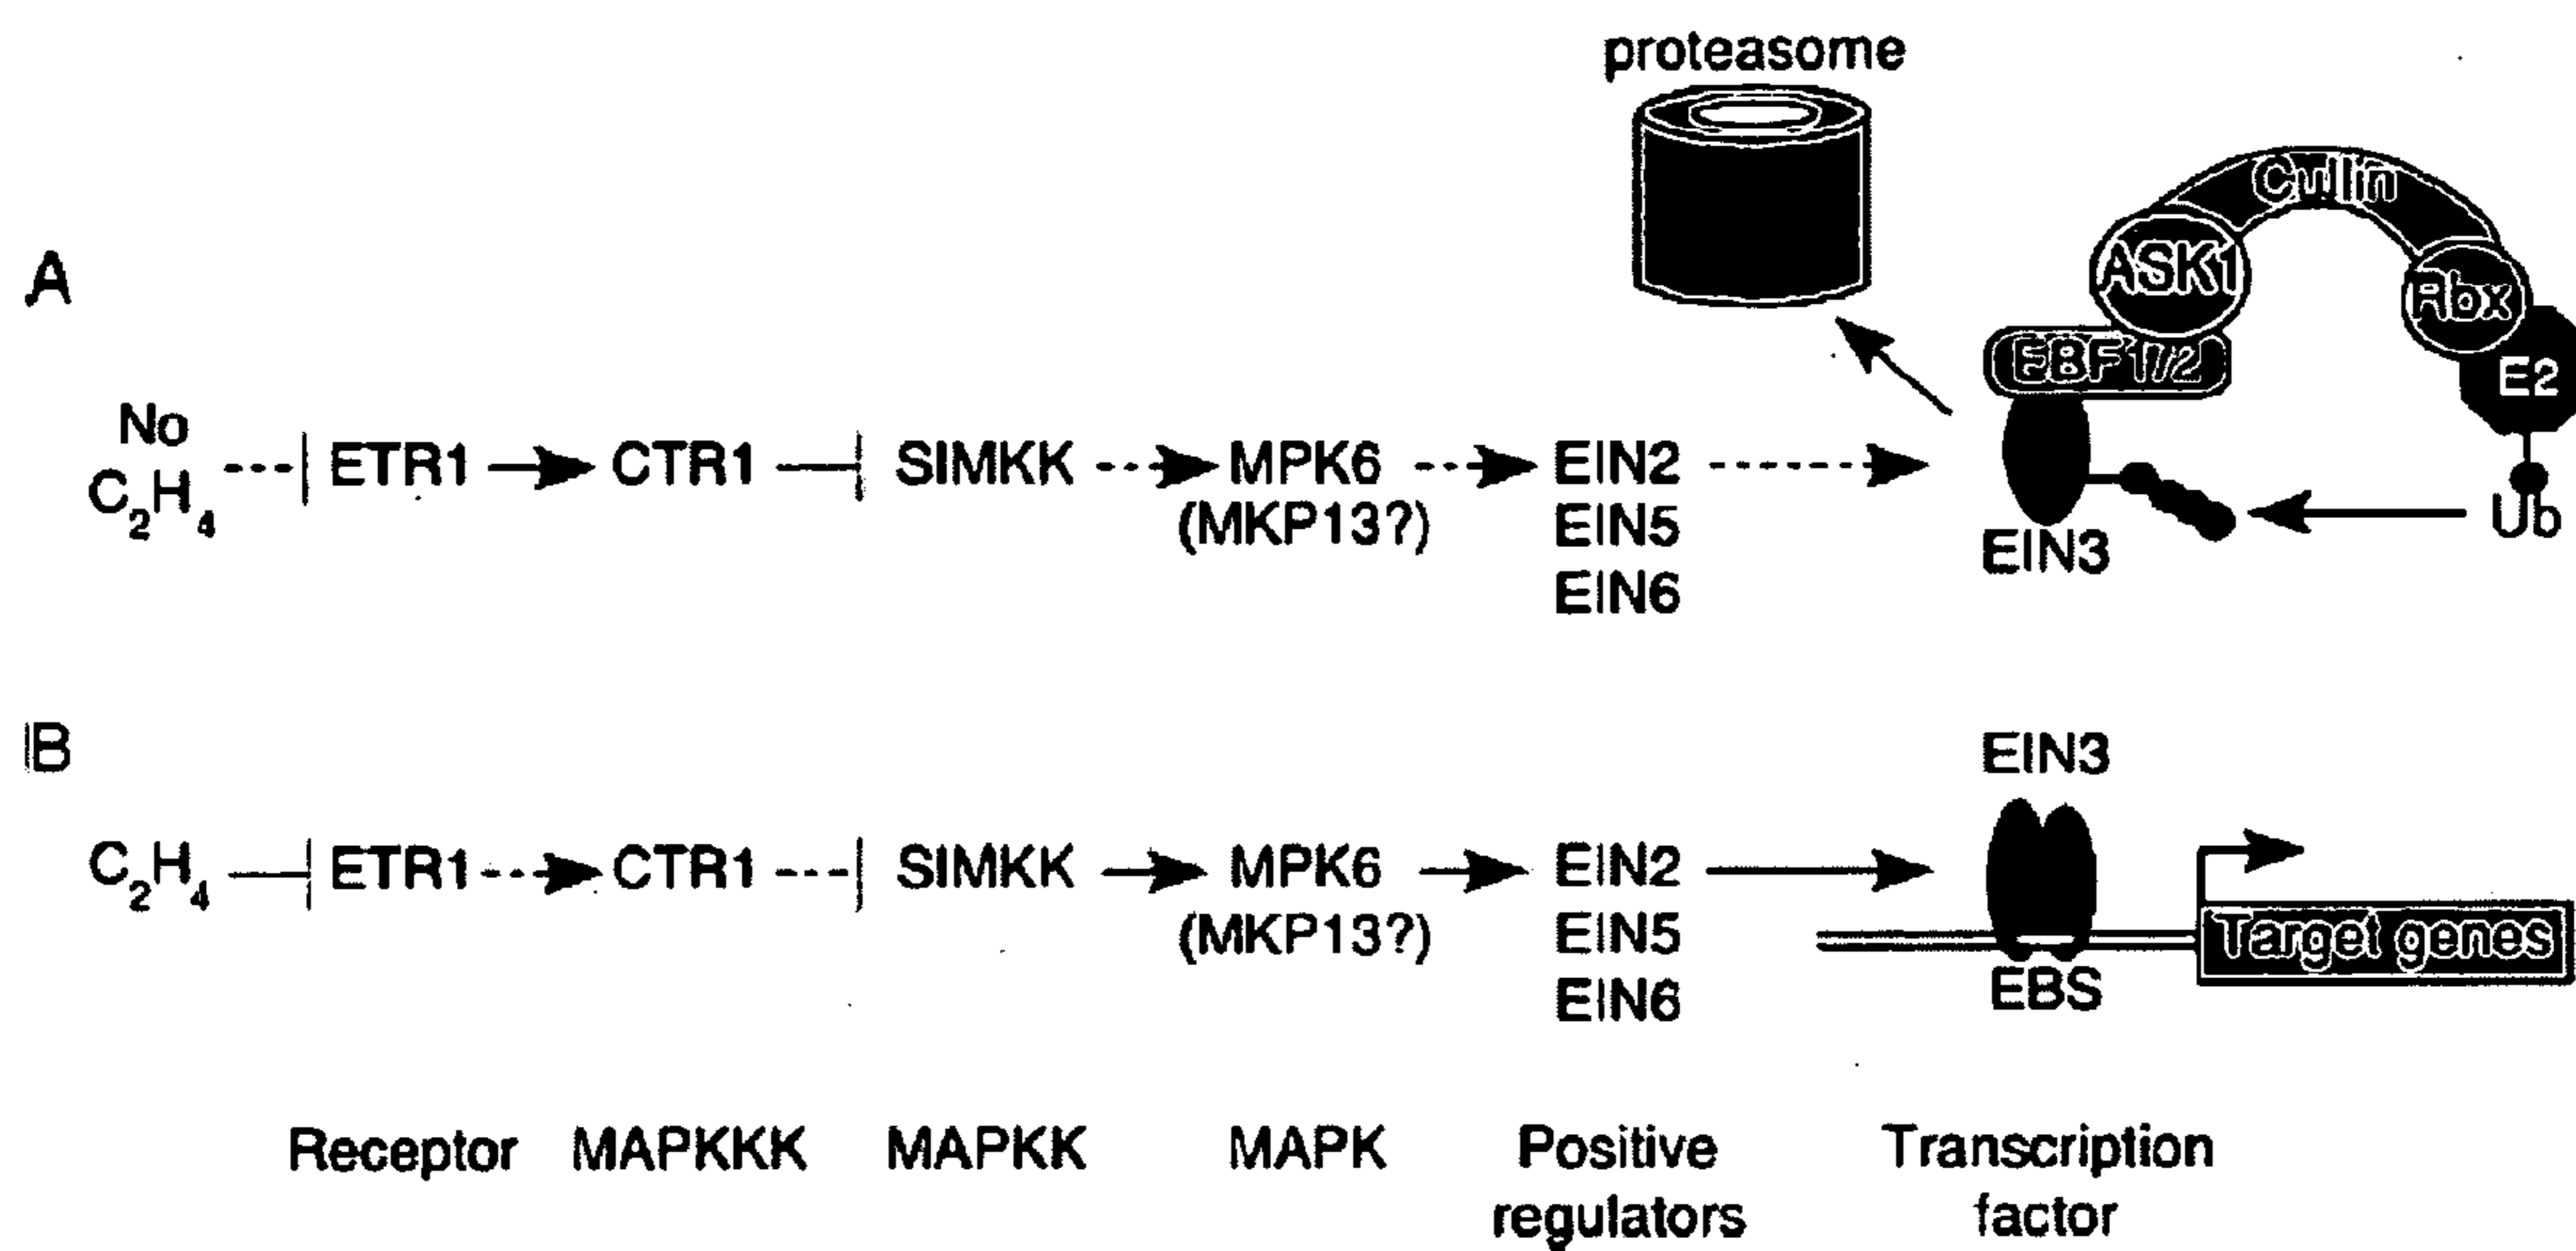 proteasome
A
Cullin
ASK1
Rbx
EBF1/2
E2
No
C₂H₄
ETR1
CTR1
SIMKK
MPK6
(MKP13?)
EIN2
EIN5
EIN6
EIN3
Ub
B
C₂H₄
ETR1
CTR1
SIMKK
MPK6
(MKP13?)
EIN2
EIN5
EIN6
EIN3
EBS
Target genes
Receptor
MAPKKK
MAPKK
MAPK
Positive
regulators
Transcription
factor